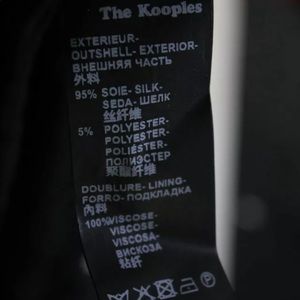 The Kooples
EXTERIEUR-
OUTSHELL- EXTERIOR-
ВНЕШНЯЯ ЧАСТЬ
外料
95% SOIE- SILK-
SEDA- ШЕЛК
丝纤维
5% POLYESTER-
POLYESTER-
POLIÉSTER-
ПОЛИЭСТЕР
聚酯纤维
DOUBLURE- LINING-
FORRO- ПОДКЛАДКА
內料
100%VISCOSE-
VISCOSE-
VISCOSA-
ВИСКОЗА
粘纤